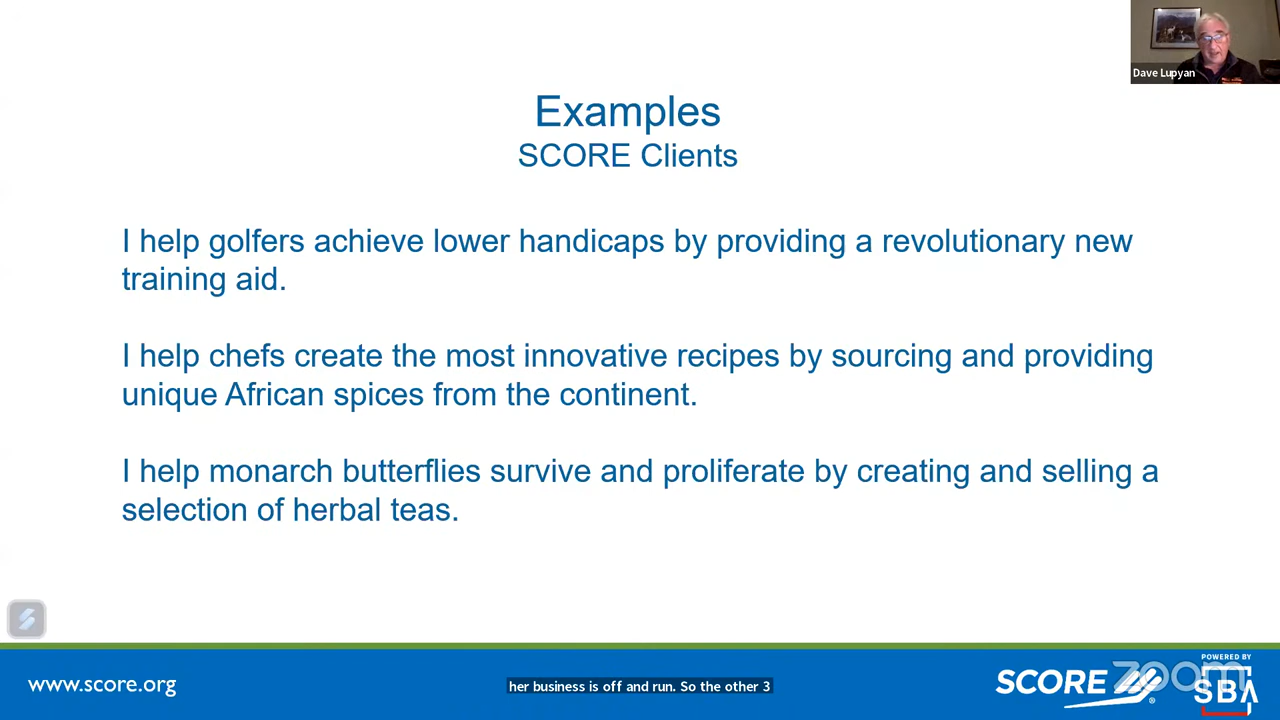 Dave Lupyan
Examples
SCORE Clients
I help golfers achieve lower handicaps by providing a revolutionary new
training aid.
I help chefs create the most innovative recipes by sourcing and providing
unique African spices from the continent.
I help monarch butterflies survive and proliferate by creating and selling a
selection of herbal teas.
www.score.org
her business is off and run. So the other 3
SCORE
®
zoom
POWERED BY
SBA